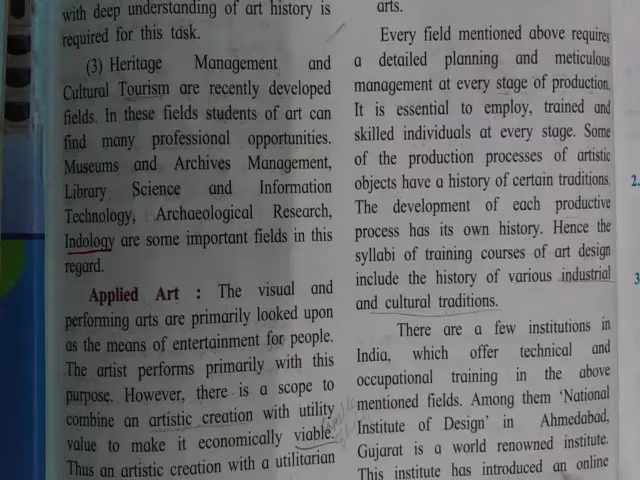 with deep understanding of art history is
required for this task.
(3) Heritage Management and
Cultural Tourism are recently developed
fields. In these fields students of art can
find many professional opportunities.
Museums and Archives Management,
Library Science and Information
Technology, Archaeological Research,
Indology are some important fields in this
regard.
Applied Art : The visual and
performing arts are primarily looked upon
as the means of entertainment for people.
The artist performs primarily with this
purpose. However, there is a scope to
combine an artistic creation with utility
value to make it economically viable.
Thus an artistic creation with a utilitarian
arts.
Every field mentioned above requires
a detailed planning and meticulous
management at every stage of production.
It is essential to employ, trained and
skilled individuals at every stage. Some
of the production processes of artistic
objects have a history of certain traditions.
The development of each productive
process has its own history. Hence the
syllabi of training courses of art design
include the history of various industrial
and cultural traditions.
There are a few institutions in
India, which offer technical and
occupational training in the above
mentioned fields. Among them ‘National
Institute of Design’ in Ahmedabad,
Gujarat is a world renowned institute.
This institute has introduced an online
2.
3